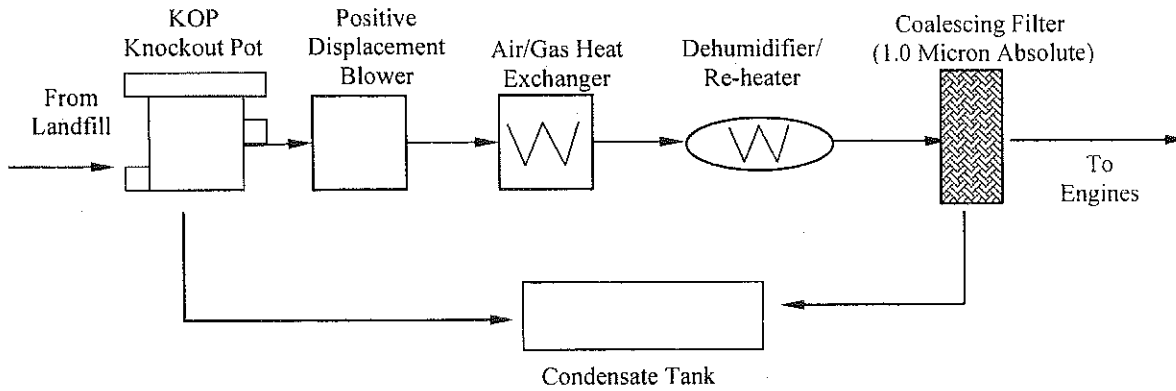 KOP
Knockout Pot
Positive
Displacement
Blower
Air/Gas Heat
Exchanger
Dehumidifier/
Re-heater
Coalescing Filter
(1.0 Micron Absolute)
From
Landfill
To
Engines
Condensate Tank